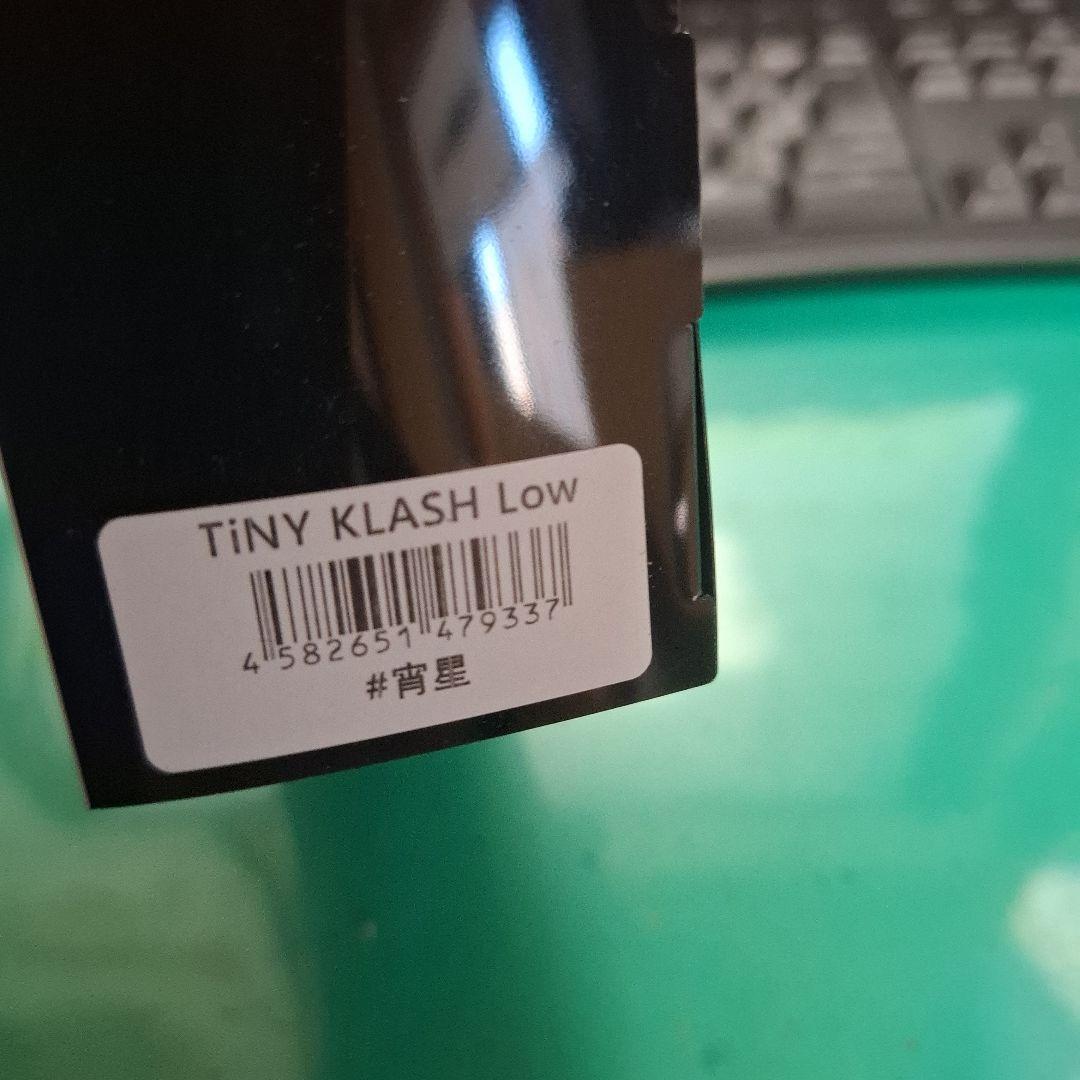 TiNY KLASH Low
4 582651 479337
#宵星